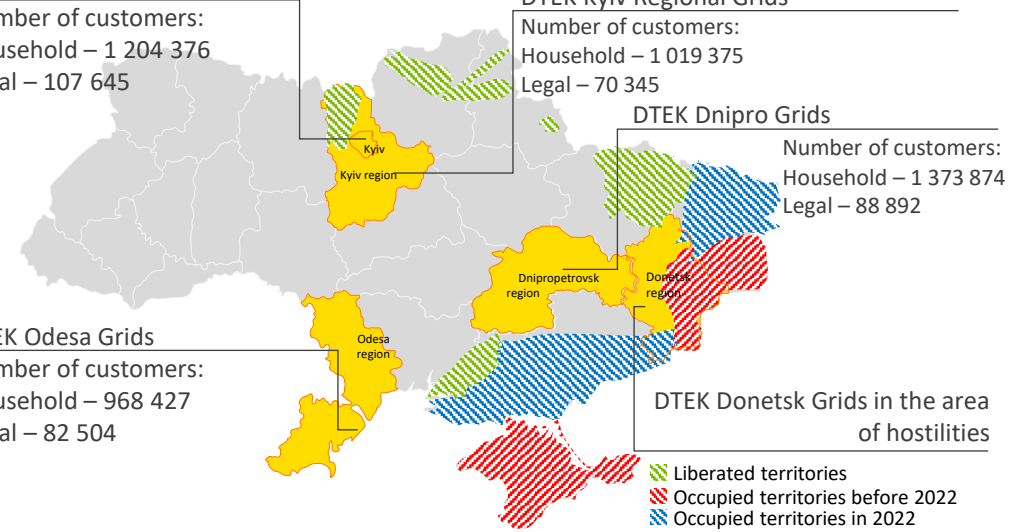 DTEK Kyiv Regional Grids
Number of customers:
Household – 1 019 375
Legal – 70 345
mber of customers:
usehold – 1 204 376
al – 107 645
DTEK Dnipro Grids
Number of customers:
Household – 1 373 874
Legal – 88 892
Kyiv
Kyiv region
Dnipropetrovsk
region
Donetsk
region
Odesa
region
EK Odesa Grids
mber of customers:
usehold – 968 427
al – 82 504
DTEK Donetsk Grids in the area
of hostilities
Liberated territories
Occupied territories before 2022
Occupied territories in 2022